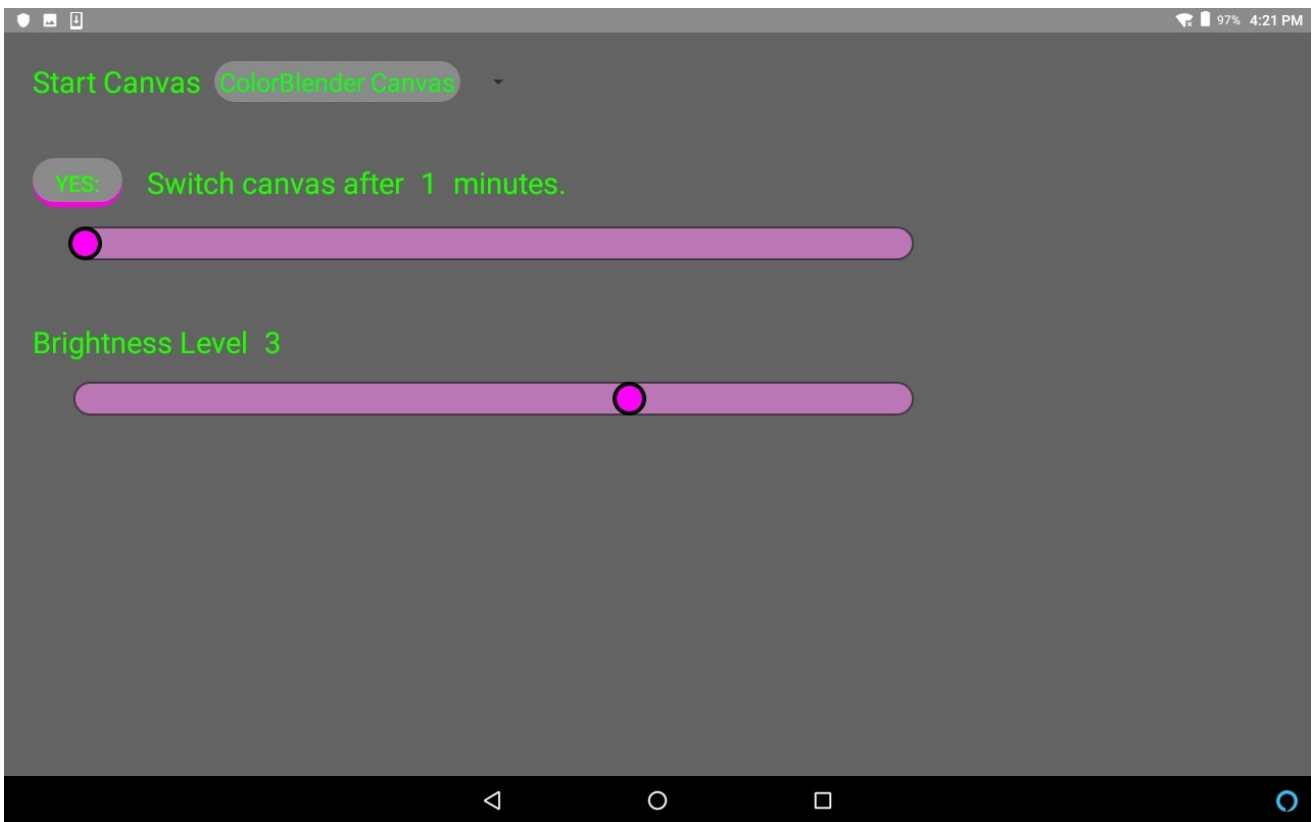 97% 4:21 PM
Start Canvas ColorBlender Canvas
YES: Switch canvas after 1 minutes.
Brightness Level 3